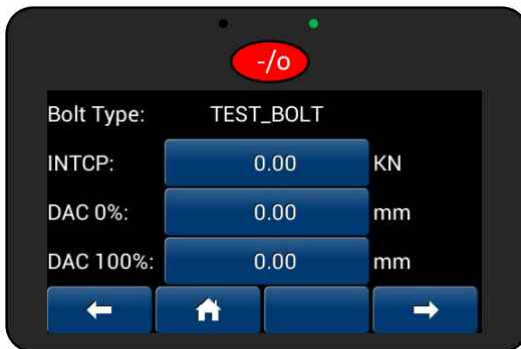 -/o
Bolt Type: TEST_BOLT
INTCP: 0.00 KN
DAC 0%: 0.00 mm
DAC 100%: 0.00 mm